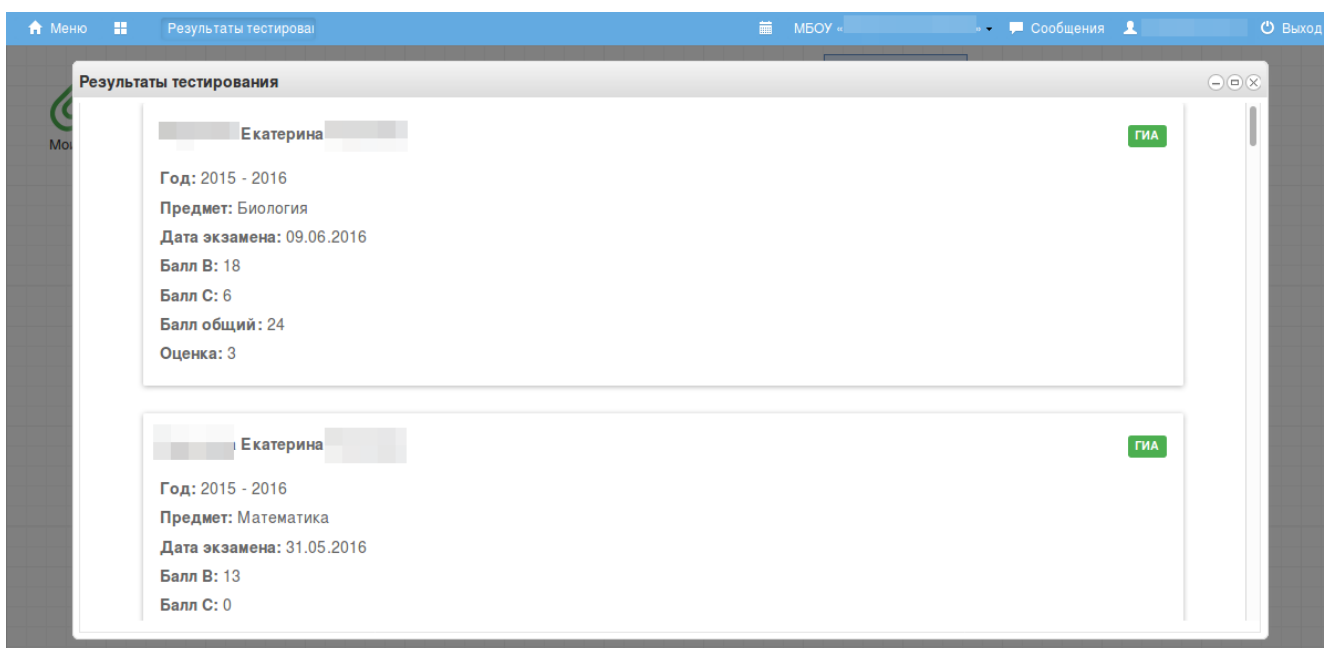 Меню
Результаты тестирова
МБОУ «
»
Сообщения
Выход
Результаты тестирования
Мои
Екатерина
ГИА
Год: 2015 - 2016
Предмет: Биология
Дата экзамена: 09.06.2016
Балл B: 18
Балл C: 6
Балл общий: 24
Оценка: 3
Екатерина
ГИА
Год: 2015 - 2016
Предмет: Математика
Дата экзамена: 31.05.2016
Балл B: 13
Балл C: 0